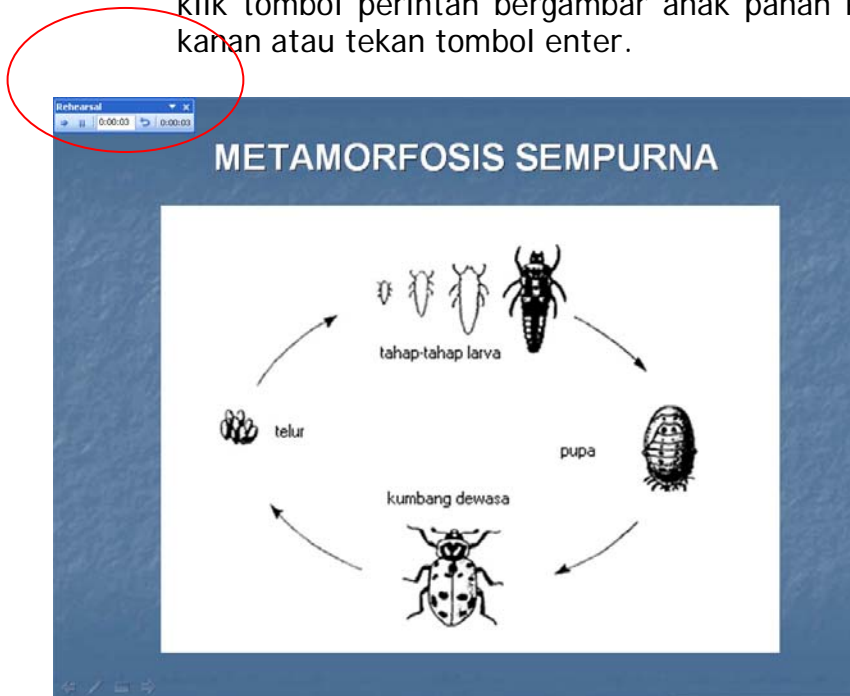 klik tombol perintah bergambar anak panah
kanan atau tekan tombol enter.
Rehearsal
0:00:03 0:00:03
METAMORFOSIS SEMPURNA
tahap-tahap larva
telur
pupa
kumbang dewasa